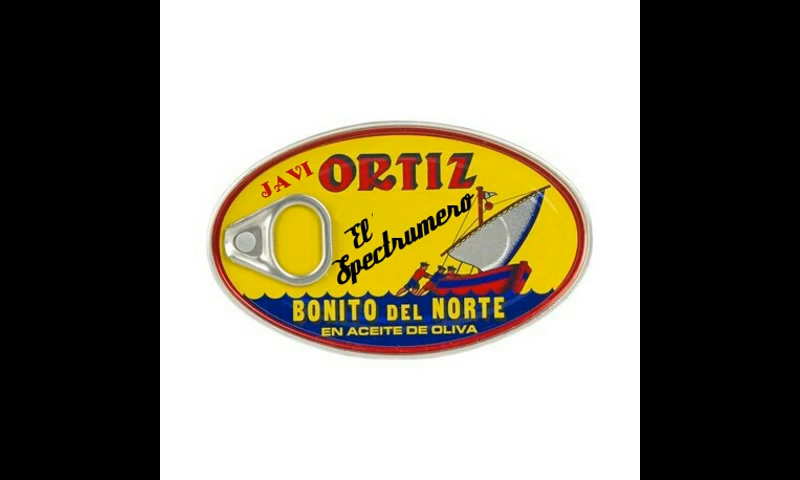 JAVI ORTIZ
El
Spectrumero
BONITO DEL NORTE
EN ACEITE DE OLIVA